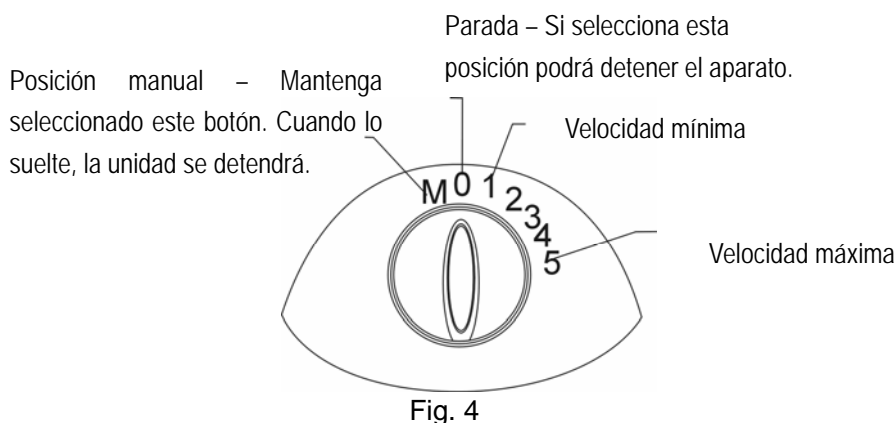 Parada – Si selecciona esta
posición podrá detener el aparato.
Posición manual – Mantenga
seleccionado este botón. Cuando lo
suelte, la unidad se detendrá.
Velocidad mínima
M 0 1 2 3 4 5
Velocidad máxima
Fig. 4